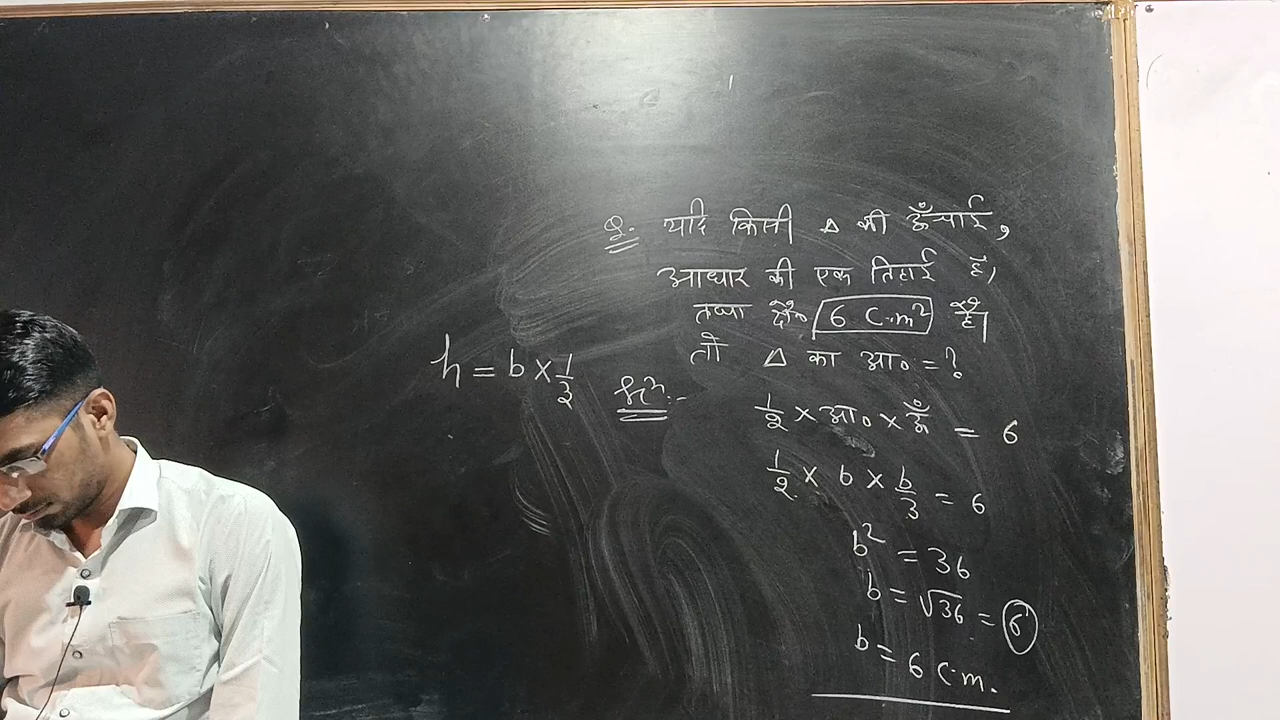 Q. यदि किसी △ की ऊँचाई,
आधार की एक तिहाई है,
तथा क्षे० 6 c.m² है।
तो △ का आ० = ?
h = b × 1/3
हल:-
1/2 × आ० × ऊँ = 6
1/2 × b × b/3 = 6
b² = 36
b = √36 = 6
b = 6 c.m.